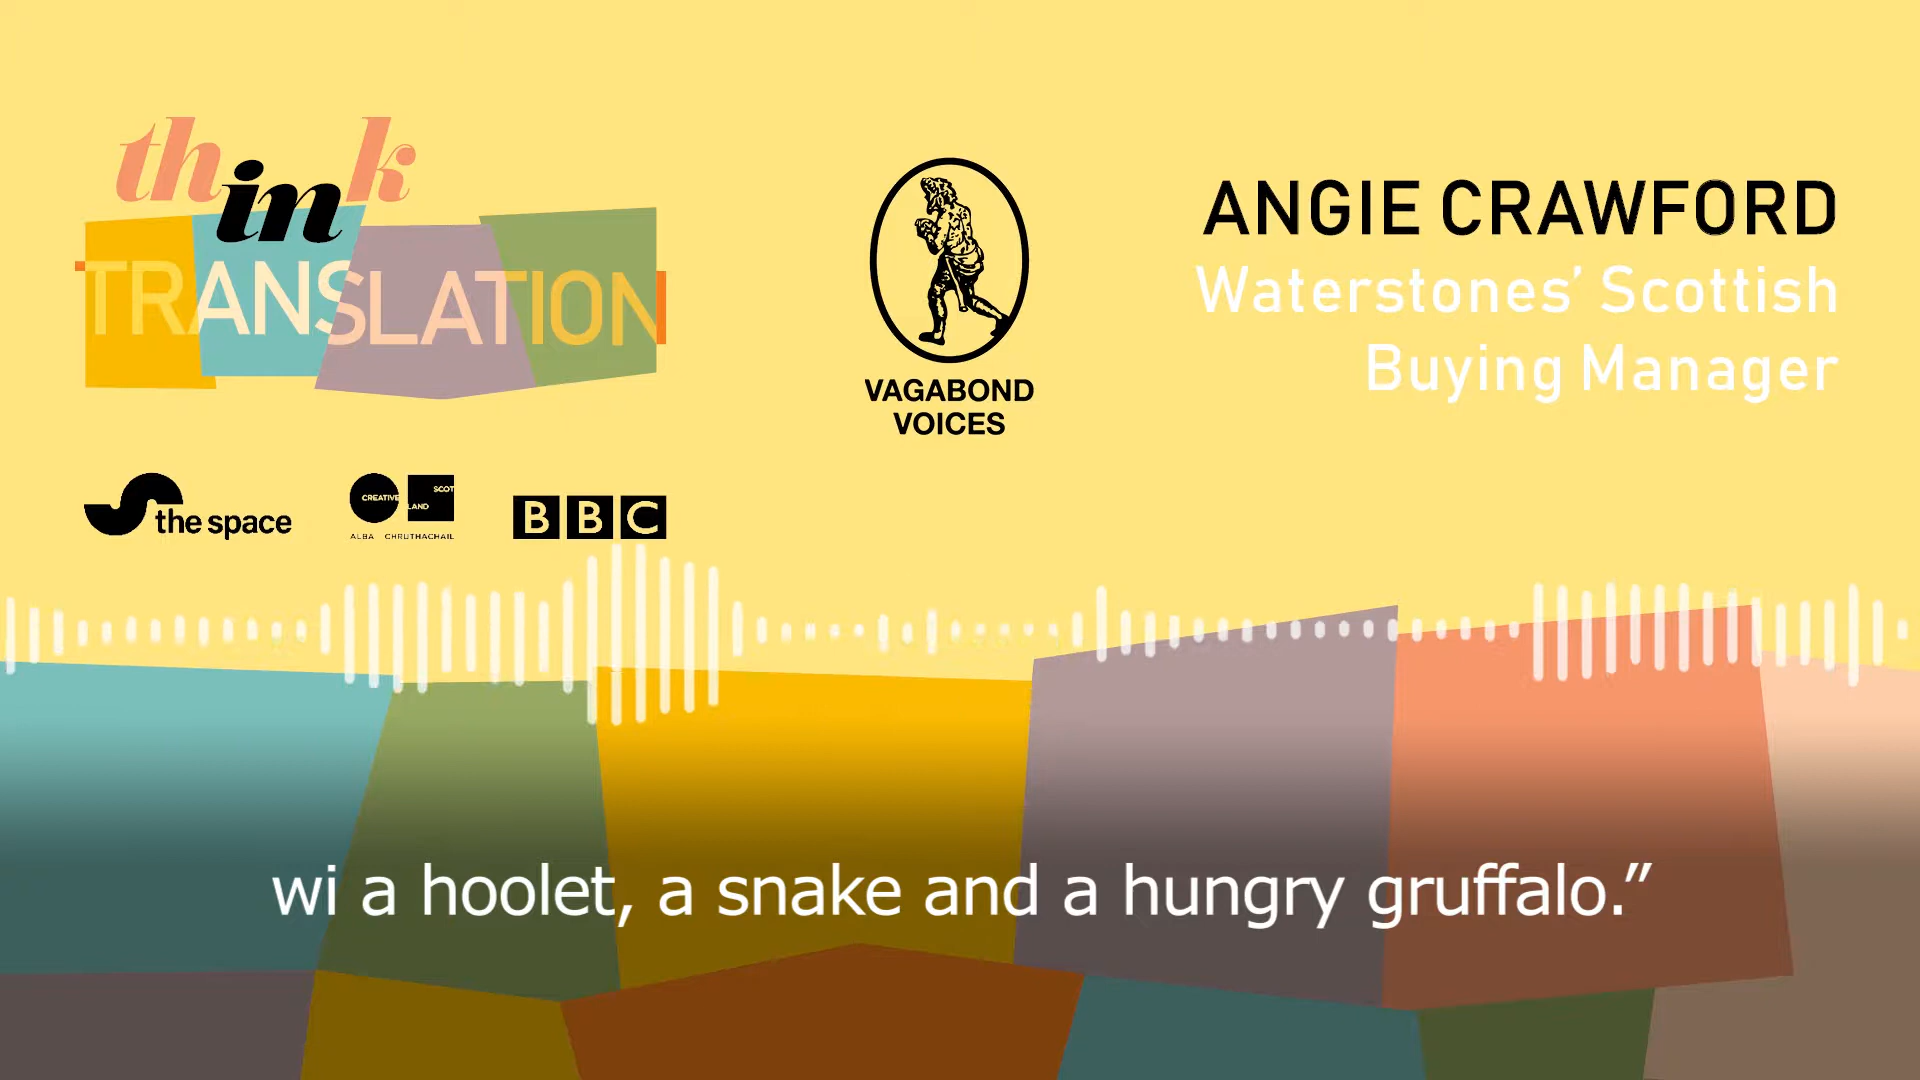 think
TRANSLATION
VAGABOND
VOICES
ANGIE CRAWFORD
Waterstones’ Scottish
Buying Manager
the space
CREATIVE
SCOT
LAND
ALBA CHRUTHACHAIL
BBC
wi a hoolet, a snake and a hungry gruffalo.”